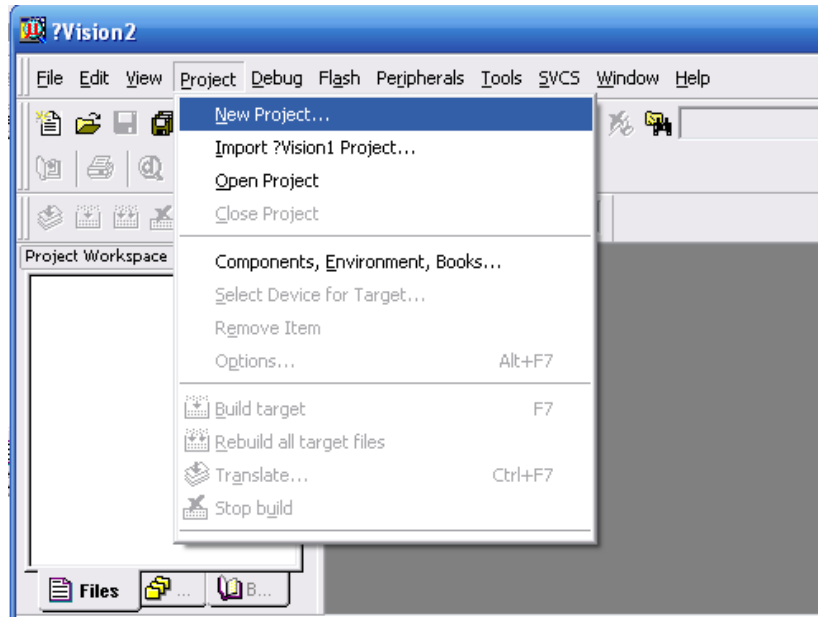 ?Vision2
File Edit View Project Debug Flash Peripherals Tools SVCS Window Help
New Project...
Import ?Vision1 Project...
Open Project
Close Project
Project Workspace
Components, Environment, Books...
Select Device for Target...
Remove Item
Options... Alt+F7
Build target F7
Rebuild all target files
Translate... Ctrl+F7
Stop build
Files ... B...